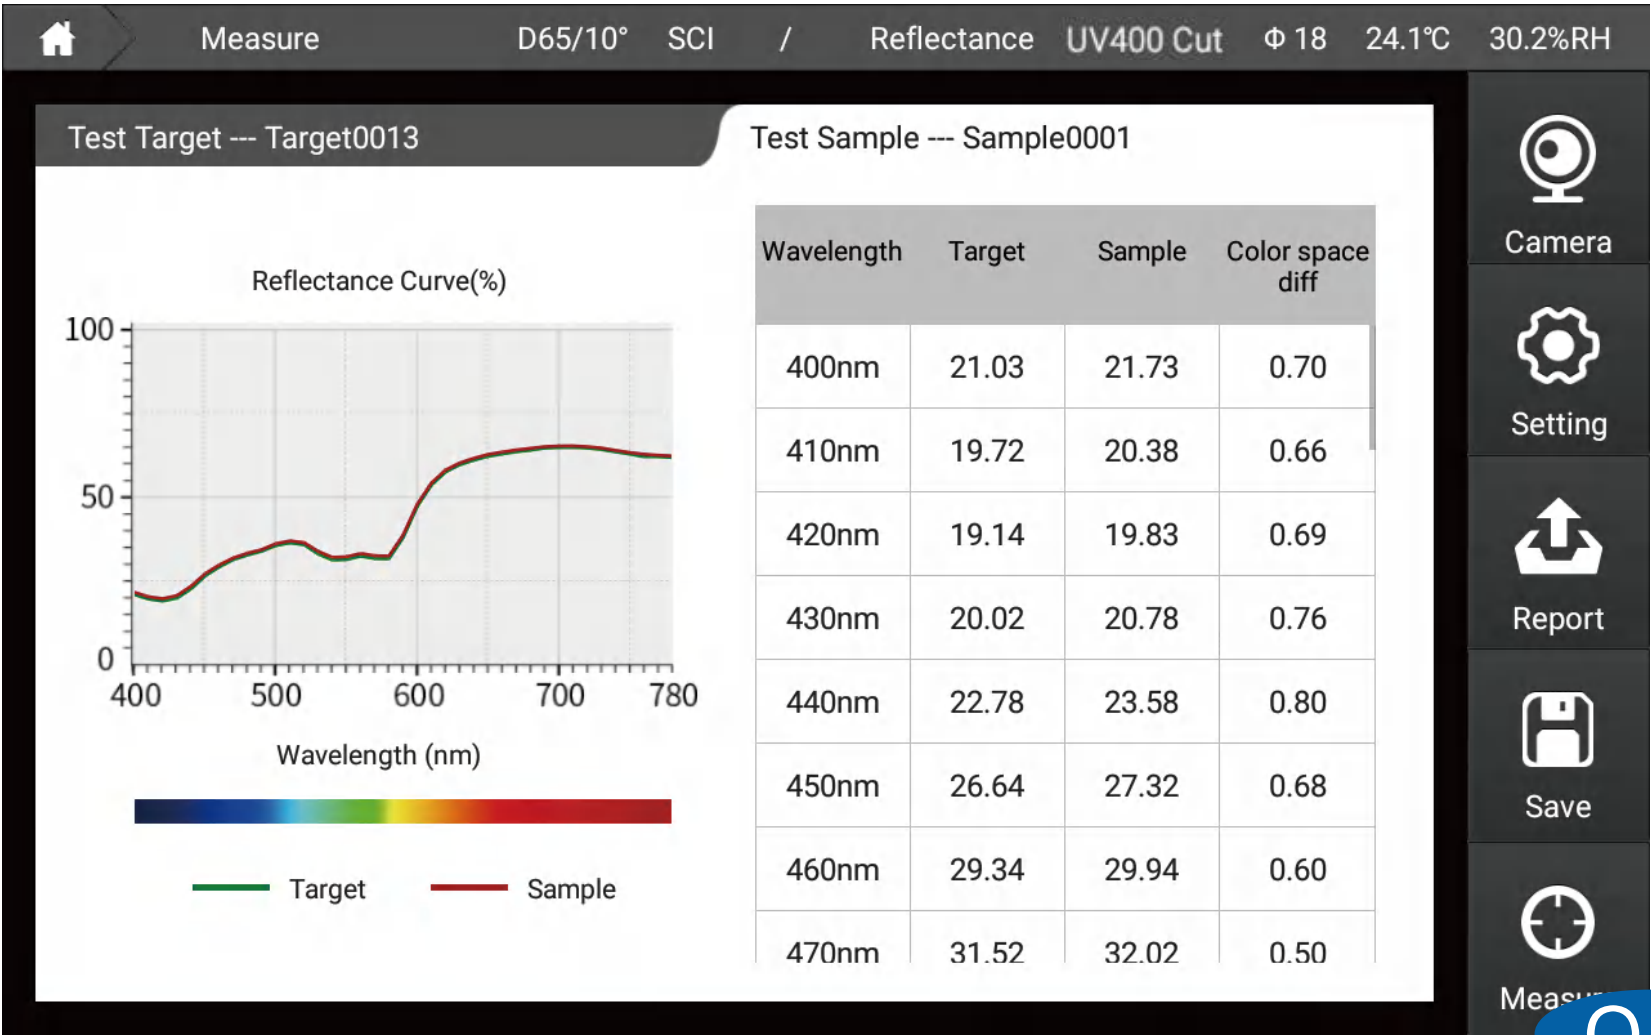 Measure D65/10° SCI / Reflectance UV400 Cut Φ 18 24.1℃ 30.2%RH
Test Target --- Target0013
Test Sample --- Sample0001
Reflectance Curve(%)
100
50
0
400 500 600 700 780
Wavelength (nm)
Target Sample
Wavelength Target Sample Color space
diff
400nm 21.03 21.73 0.70
410nm 19.72 20.38 0.66
420nm 19.14 19.83 0.69
430nm 20.02 20.78 0.76
440nm 22.78 23.58 0.80
450nm 26.64 27.32 0.68
460nm 29.34 29.94 0.60
470nm 31.52 32.02 0.50
Camera
Setting
Report
Save
Measure